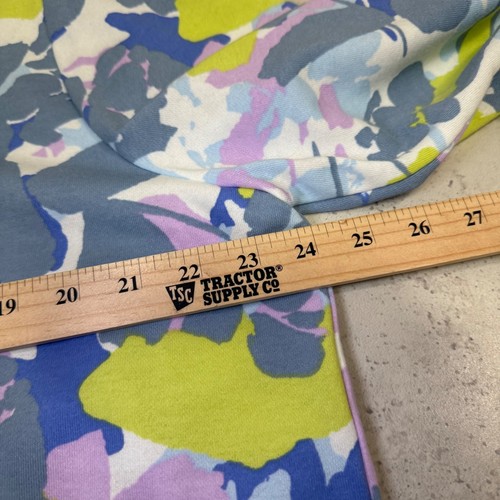 19 20 21 22 23 24 25 26 27
TSC TRACTOR
SUPPLY CO®